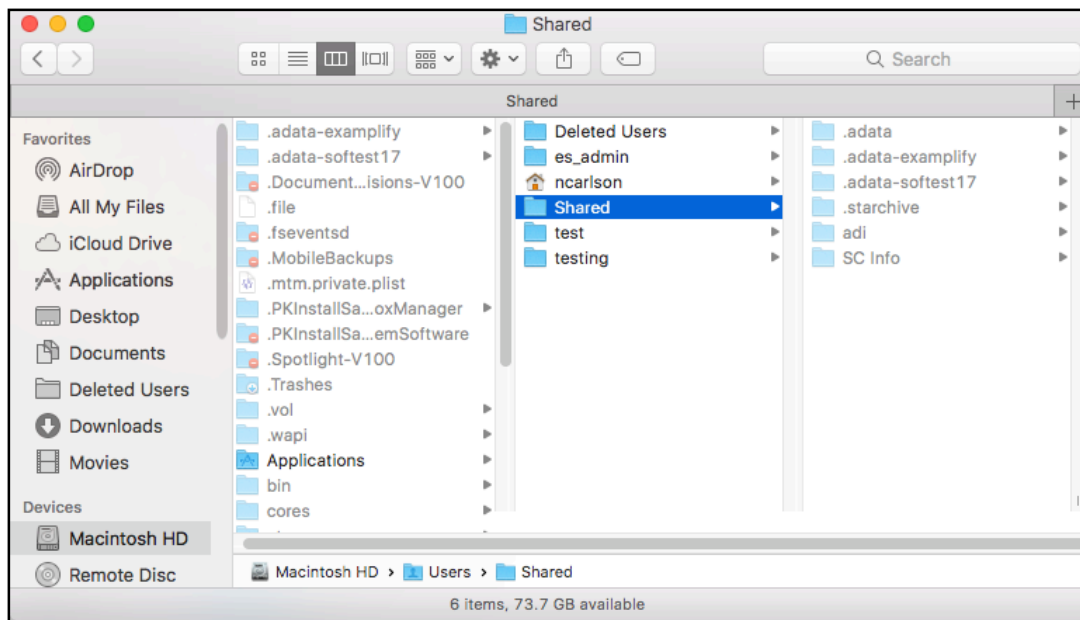 Shared
Search
Shared
+
Favorites
AirDrop
All My Files
iCloud Drive
Applications
Desktop
Documents
Deleted Users
Downloads
Movies
Devices
Macintosh HD
Remote Disc
.adata-examplify
.adata-softest17
.Document...isions-V100
.file
.fseventsd
.MobileBackups
.mtm.private.plist
.PKInstallSa...oxManager
.PKInstallSa...emSoftware
.Spotlight-V100
.Trashes
.vol
.wapi
Applications
bin
cores
Deleted Users
es_admin
ncarlson
Shared
test
testing
.adata
.adata-examplify
.adata-softest17
.starchive
adi
SC Info
Macintosh HD › Users › Shared
6 items, 73.7 GB available